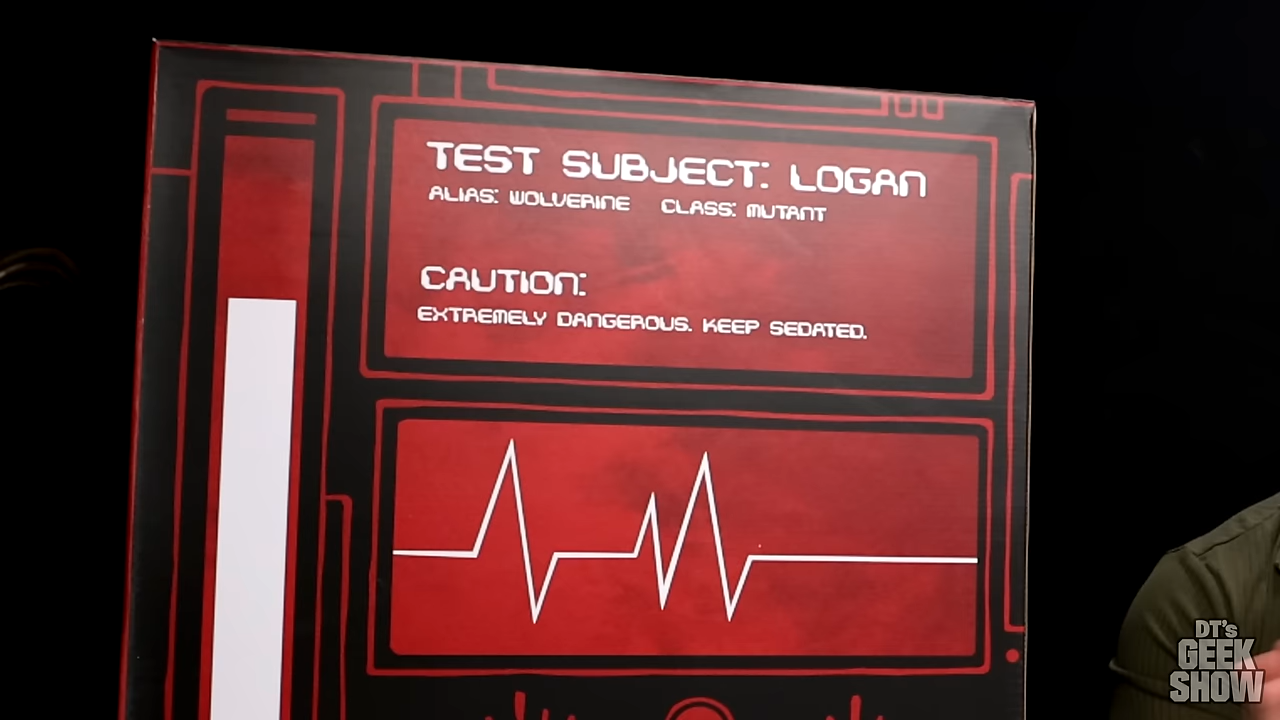 TEST SUBJECT: LOGAN
ALIAS: WOLVERINE CLASS: MUTANT
CAUTION:
EXTREMELY DANGEROUS. KEEP SEDATED.
DT's
GEEK
SHOW